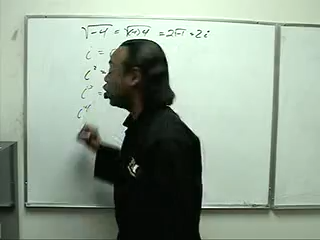 √-4 = √(-1)4 = 2√-1 = 2i
i =
i² =
i³ =
i⁴